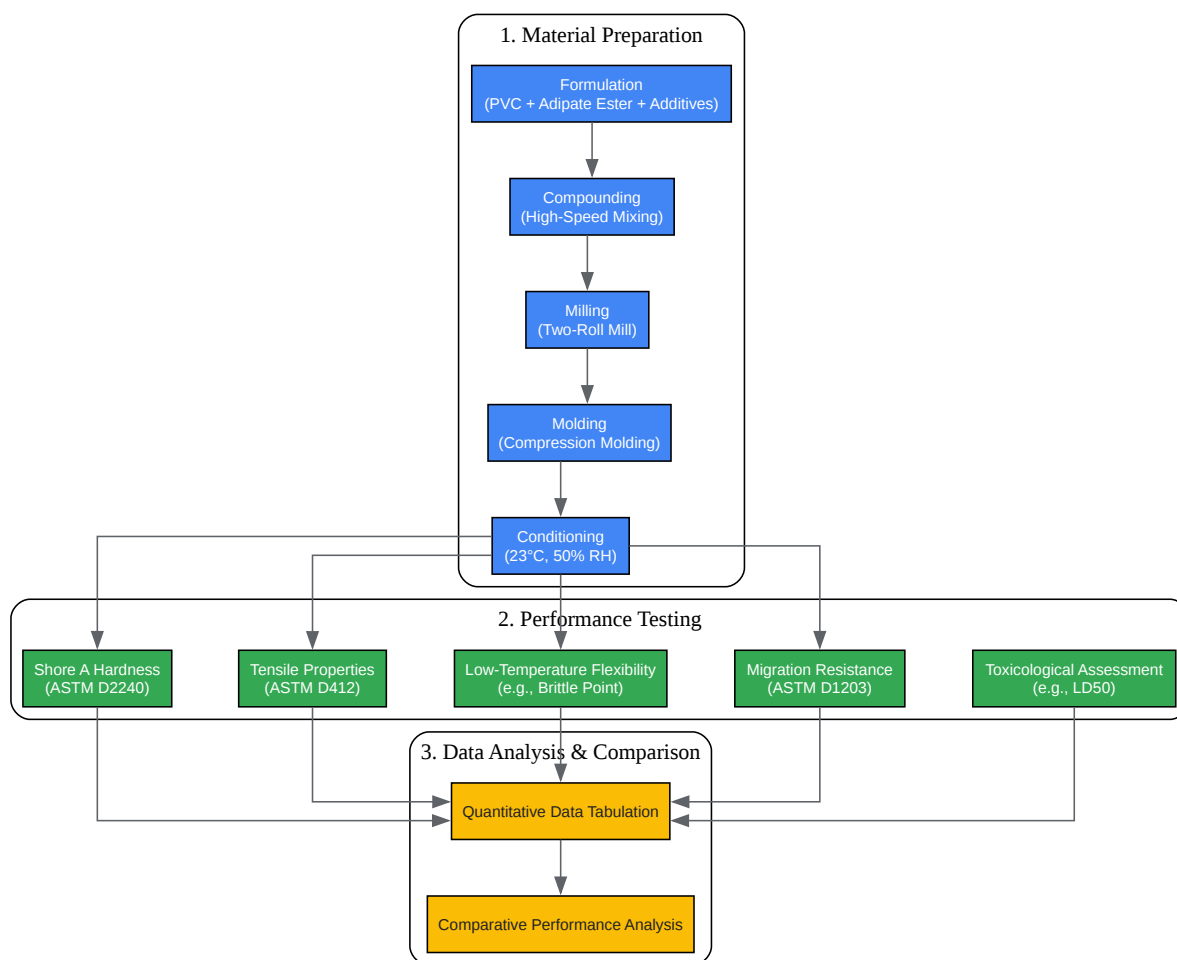 1. Material Preparation
Formulation
(PVC + Adipate Ester + Additives)
Compounding
(High-Speed Mixing)
Milling
(Two-Roll Mill)
Molding
(Compression Molding)
Conditioning
(23°C, 50% RH)
2. Performance Testing
Shore A Hardness
(ASTM D2240)
Tensile Properties
(ASTM D412)
Low-Temperature Flexibility
(e.g., Brittle Point)
Migration Resistance
(ASTM D1203)
Toxicological Assessment
(e.g., LD50)
3. Data Analysis & Comparison
Quantitative Data Tabulation
Comparative Performance Analysis